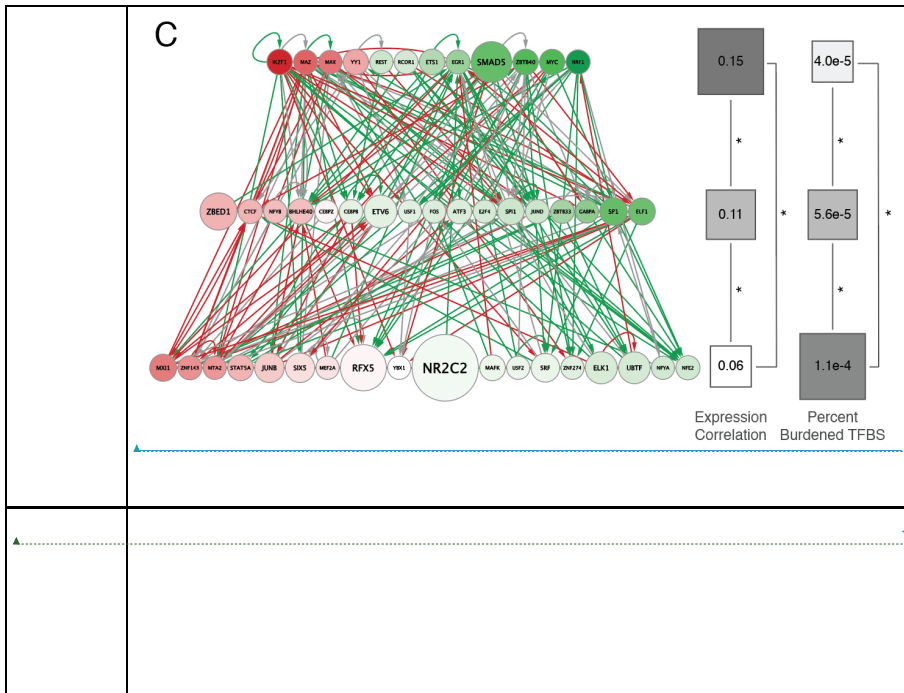 C
IKZF1 MAZ MAX YY1 REST RCOR1 ETS1 EGR1 SMAD5 ZBTB40 MYC NRF1
0.15 4.0e-5
* *
ZBED1 CTCF NFYB BHLHE40 CEBPZ CEBPB ETV6 USF1 FOS ATF3 E2F4 SPI1 JUND ZBTB33 GABPA SP1 ELF1
0.11 * 5.6e-5 *
* *
MXI1 ZNF143 MTA2 STAT5A JUNB SIX5 MEF2A RFX5 YBX1 NR2C2 MAFK USF2 SRF ZNF274 ELK1 UBTF NFYA NFE2
0.06 1.1e-4
Expression Percent
Correlation Burdened TFBS